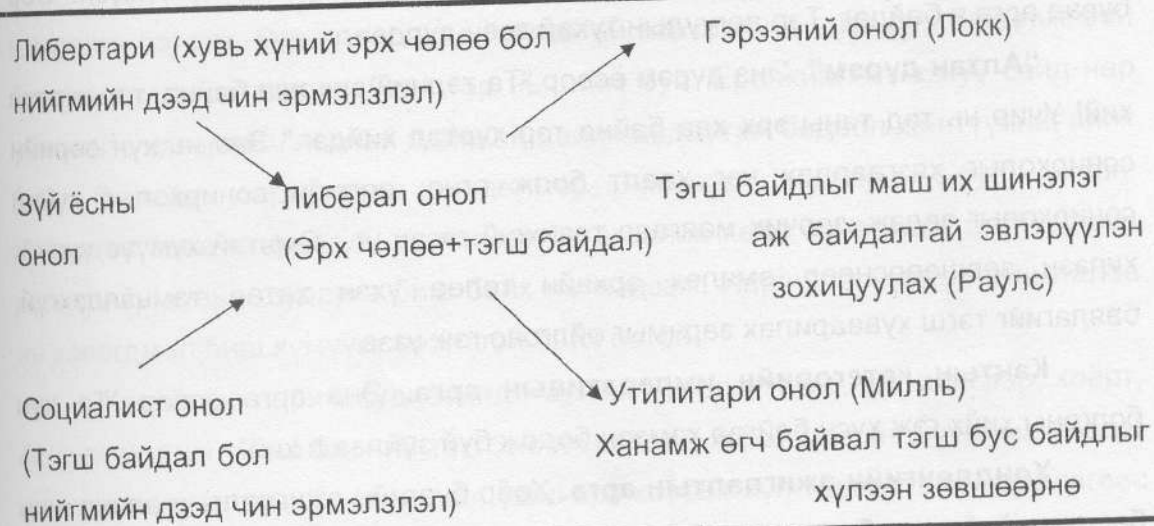 Либертари (хувь хүний эрх чөлөө бол
нийгмийн дээд чин эрмэлзлэл)
Гэрээний онол (Локк)
Зүй ёсны
онол
Либерал онол
(Эрх чөлөө+тэгш байдал)
Тэгш байдлыг маш их шинэлэг
аж байдалтай эвлэрүүлэн
зохицуулах (Раулс)
Социалист онол
(Тэгш байдал бол
нийгмийн дээд чин эрмэлзлэл)
Утилитари онол (Милль)
Ханамж өгч байвал тэгш бус байдлыг
хүлээн зөвшөөрнө